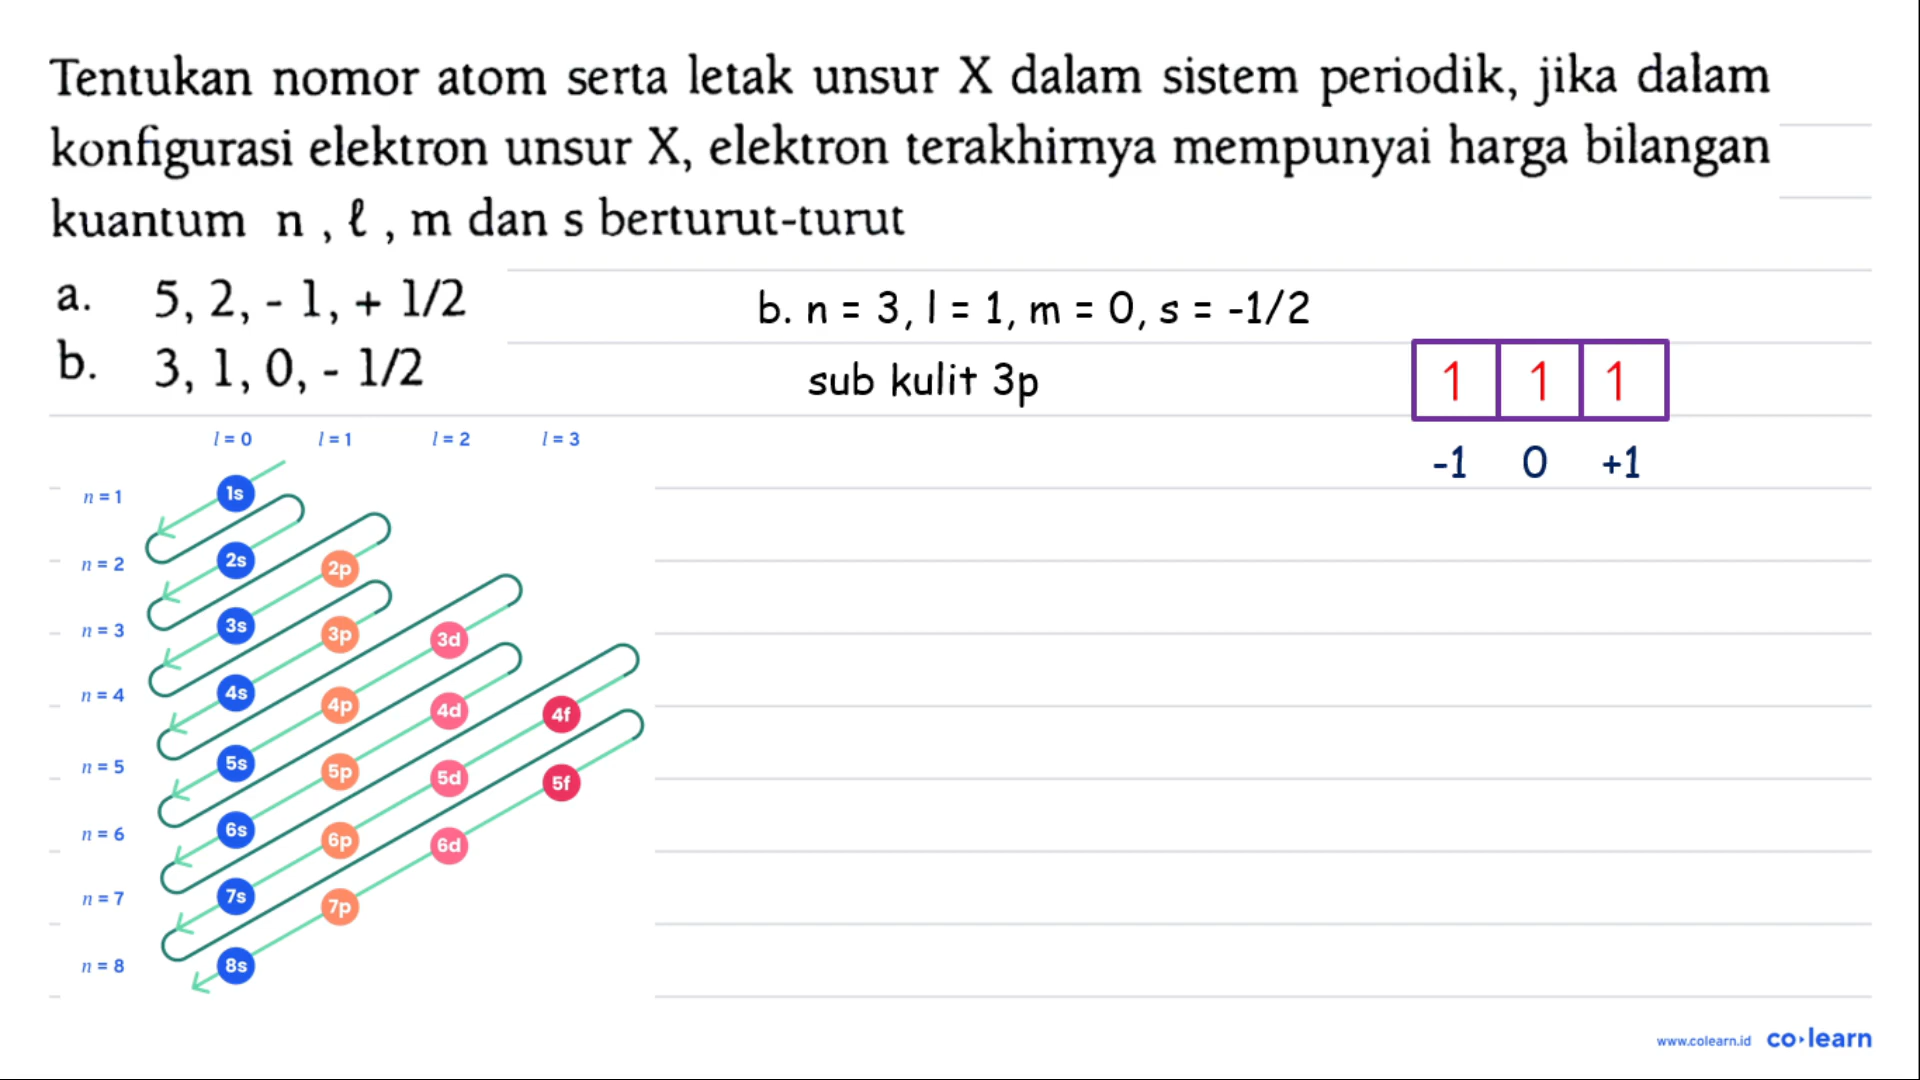 Tentukan nomor atom serta letak unsur X dalam sistem periodik, jika dalam
konfigurasi elektron unsur X, elektron terakhirnya mempunyai harga bilangan
kuantum n , ℓ , m dan s berturut-turut
a. 5, 2, - 1, + 1/2
b. 3, 1, 0, - 1/2
b. n = 3, l = 1, m = 0, s = -1/2
sub kulit 3p
1 1 1
-1 0 +1
l = 0 l = 1 l = 2 l = 3
n = 1 1s
n = 2 2s 2p
n = 3 3s 3p 3d
n = 4 4s 4p 4d 4f
n = 5 5s 5p 5d 5f
n = 6 6s 6p 6d
n = 7 7s 7p
n = 8 8s
www.colearn.id co learn